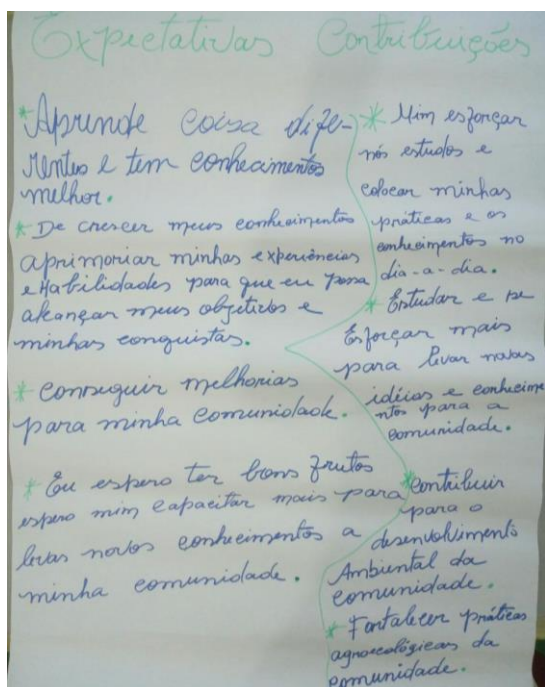 Expectativas
* Aprende coisa dife-
rentes e tem conhecimentos
melhor.
* De crescer meus conhecimentos
aprimoriar minhas experiências
e Habilidades para que eu possa
alcançar meus objetivos e
minhas conquistas.
* Conseguir melhorias
para minha comunidade.
* Eu espero ter bons frutos
espero mim capacitar mais para
levas novos conhecimentos a
minha comunidade.
Contribuições
* Mim esforçar
nós estudos e
colocar minhas
práticas e os
conhecimentos no
dia-a-dia.
* Estudar e se
Esforçar mais
para levar novas
idéias e conhecime
ntos para a
comunidade.
* Contribuir
para o
desenvolvimento
Ambiental da
comunidade.
* Fortalecer práticas
agroecológicas da
comunidade.